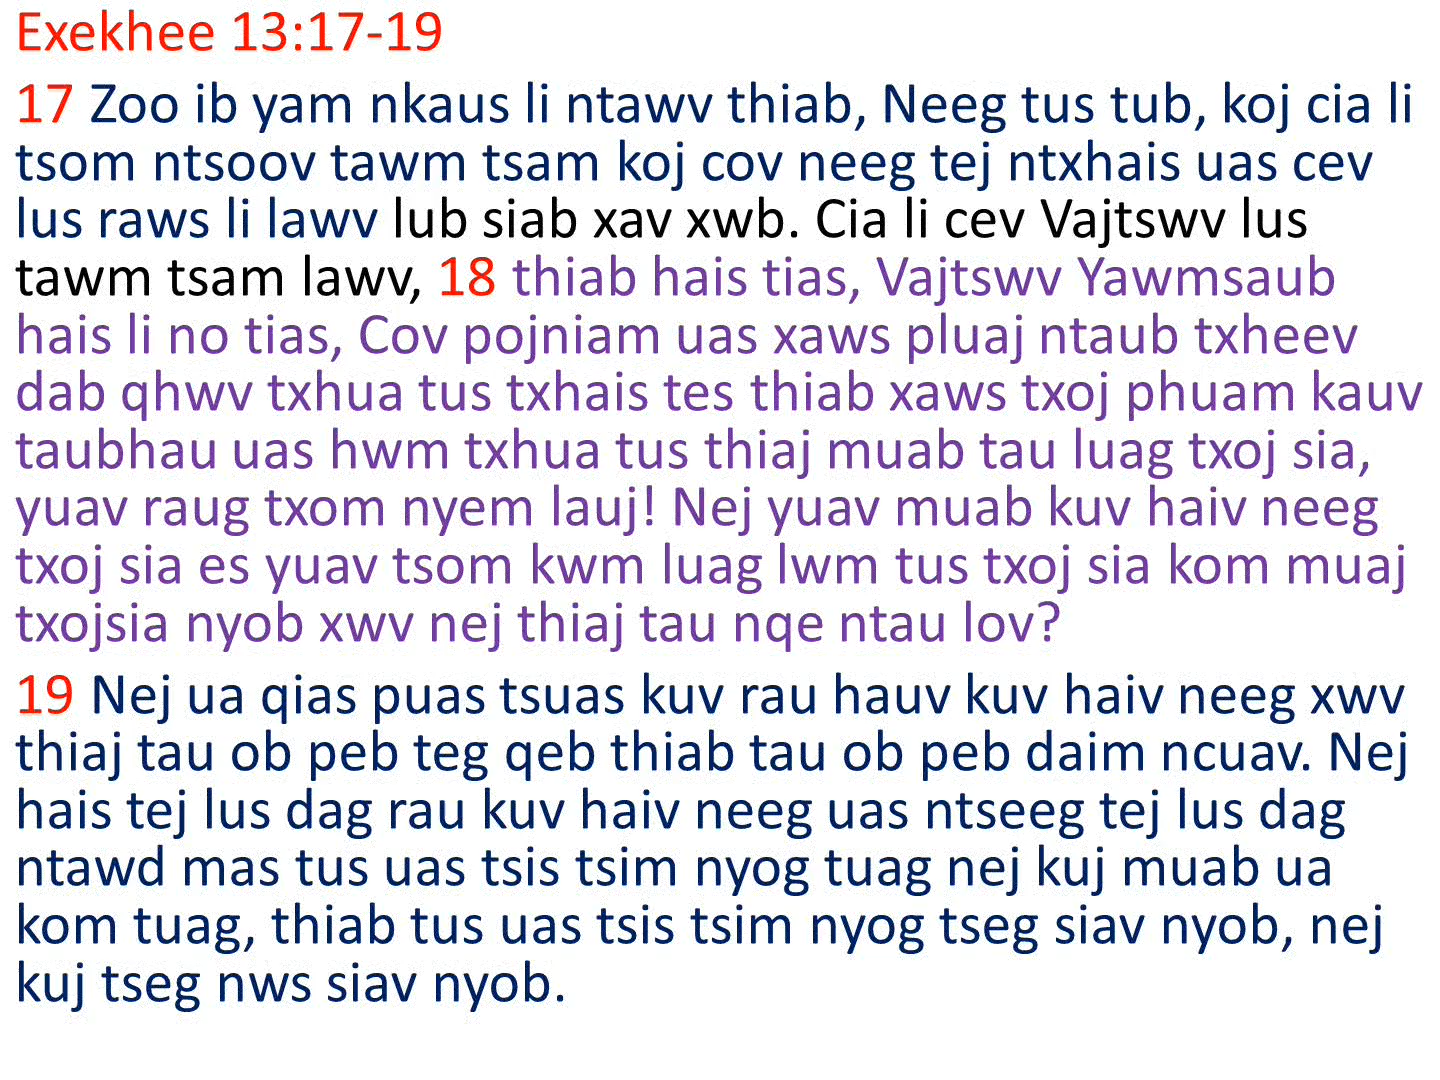 Exekhee 13:17-19
17 Zoo ib yam nkaus li ntawv thiab, Neeg tus tub, koj cia li
tsom ntsoov tawm tsam koj cov neeg tej ntxhais uas cev
lus raws li lawv lub siab xav xwb. Cia li cev Vajtswv lus
tawm tsam lawv, 18 thiab hais tias, Vajtswv Yawmsaub
hais li no tias, Cov pojniam uas xaws pluaj ntaub txheev
dab qhwv txhua tus txhais tes thiab xaws txoj phuam kauv
taubhau uas hwm txhua tus thiaj muab tau luag txoj sia,
yuav raug txom nyem lauj! Nej yuav muab kuv haiv neeg
txoj sia es yuav tsom kwm luag lwm tus txoj sia kom muaj
txojsia nyob xwv nej thiaj tau nqe ntau lov?
19 Nej ua qias puas tsuas kuv rau hauv kuv haiv neeg xwv
thiaj tau ob peb teg qeb thiab tau ob peb daim ncuav. Nej
hais tej lus dag rau kuv haiv neeg uas ntseeg tej lus dag
ntawd mas tus uas tsis tsim nyog tuag nej kuj muab ua
kom tuag, thiab tus uas tsis tsim nyog tseg siav nyob, nej
kuj tseg nws siav nyob.